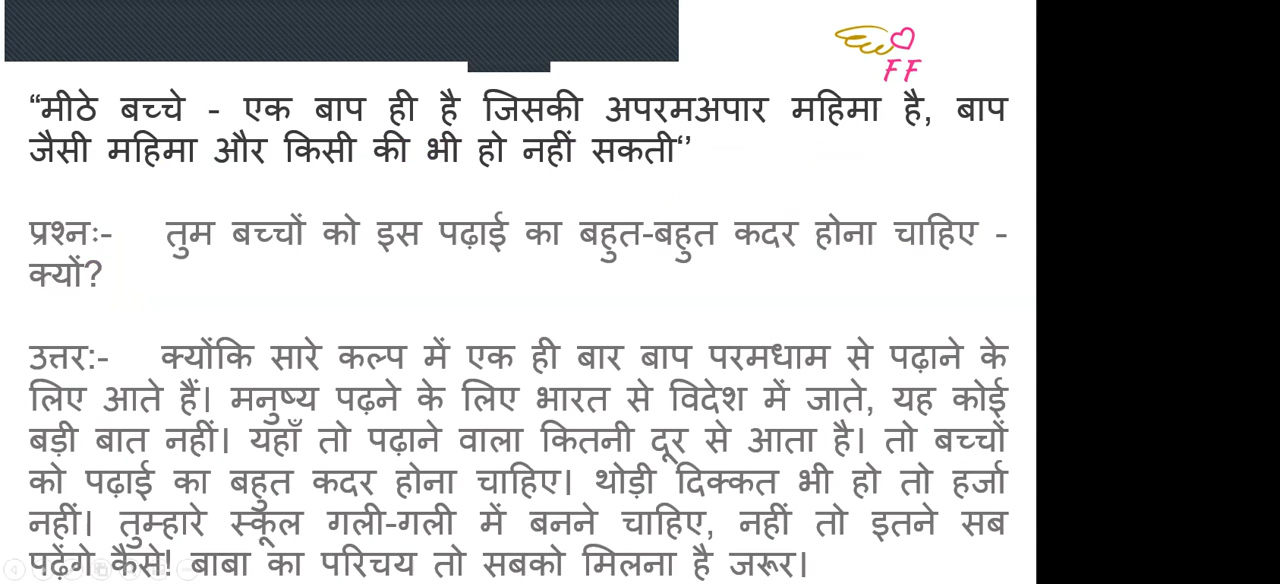 FF
“मीठे बच्चे - एक बाप ही है जिसकी अपरमअपार महिमा है, बाप
जैसी महिमा और किसी की भी हो नहीं सकती‘’
प्रश्नः- तुम बच्चों को इस पढ़ाई का बहुत-बहुत कदर होना चाहिए -
क्यों?
उत्तर:- क्योंकि सारे कल्प में एक ही बार बाप परमधाम से पढ़ाने के
लिए आते हैं। मनुष्य पढ़ने के लिए भारत से विदेश में जाते, यह कोई
बड़ी बात नहीं। यहाँ तो पढ़ाने वाला कितनी दूर से आता है। तो बच्चों
को पढ़ाई का बहुत कदर होना चाहिए। थोड़ी दिक्कत भी हो तो हर्जा
नहीं। तुम्हारे स्कूल गली-गली में बनने चाहिए, नहीं तो इतने सब
पढ़ेंगे कैसे! बाबा का परिचय तो सबको मिलना है जरूर।